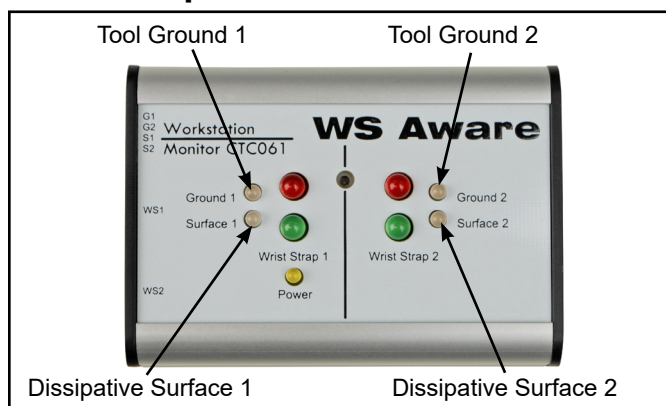 Tool Ground 1
Tool Ground 2
WS Aware
G1
G2
S1
S2
Workstation
Monitor CTC061
Ground 1
Ground 2
WS1
Surface 1
Surface 2
Wrist Strap 1
Wrist Strap 2
WS2
Power
Dissipative Surface 1
Dissipative Surface 2